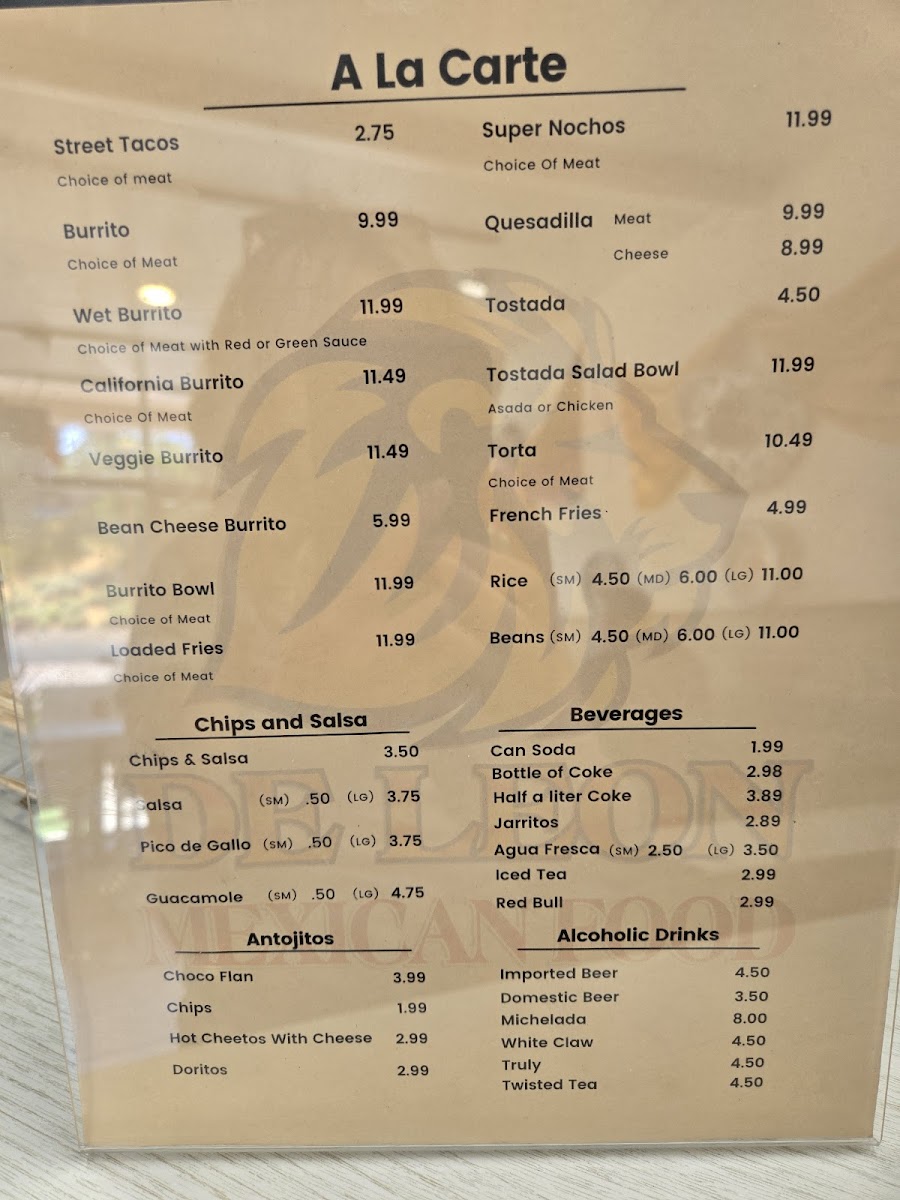 A La Carte
Street Tacos 2.75
Choice of meat
Burrito 9.99
Choice of Meat
Wet Burrito 11.99
Choice of Meat with Red or Green Sauce
California Burrito 11.49
Choice Of Meat
Veggie Burrito 11.49
Bean Cheese Burrito 5.99
Burrito Bowl 11.99
Choice of Meat
Loaded Fries 11.99
Choice of Meat
Super Nochos 11.99
Choice Of Meat
Quesadilla Meat 9.99
Cheese 8.99
Tostada 4.50
Tostada Salad Bowl 11.99
Asada or Chicken
Torta 10.49
Choice of Meat
French Fries 4.99
Rice (SM) 4.50 (MD) 6.00 (LG) 11.00
Beans (SM) 4.50 (MD) 6.00 (LG) 11.00
Chips and Salsa
Chips & Salsa 3.50
Salsa (SM) .50 (LG) 3.75
Pico de Gallo (SM) .50 (LG) 3.75
Guacamole (SM) .50 (LG) 4.75
Antojitos
Choco Flan 3.99
Chips 1.99
Hot Cheetos With Cheese 2.99
Doritos 2.99
Beverages
Can Soda 1.99
Bottle of Coke 2.98
Half a liter Coke 3.89
Jarritos 2.89
Agua Fresca (SM) 2.50 (LG) 3.50
Iced Tea 2.99
Red Bull 2.99
Alcoholic Drinks
Imported Beer 4.50
Domestic Beer 3.50
Michelada 8.00
White Claw 4.50
Truly 4.50
Twisted Tea 4.50
DE LEON
MEXICAN FOOD